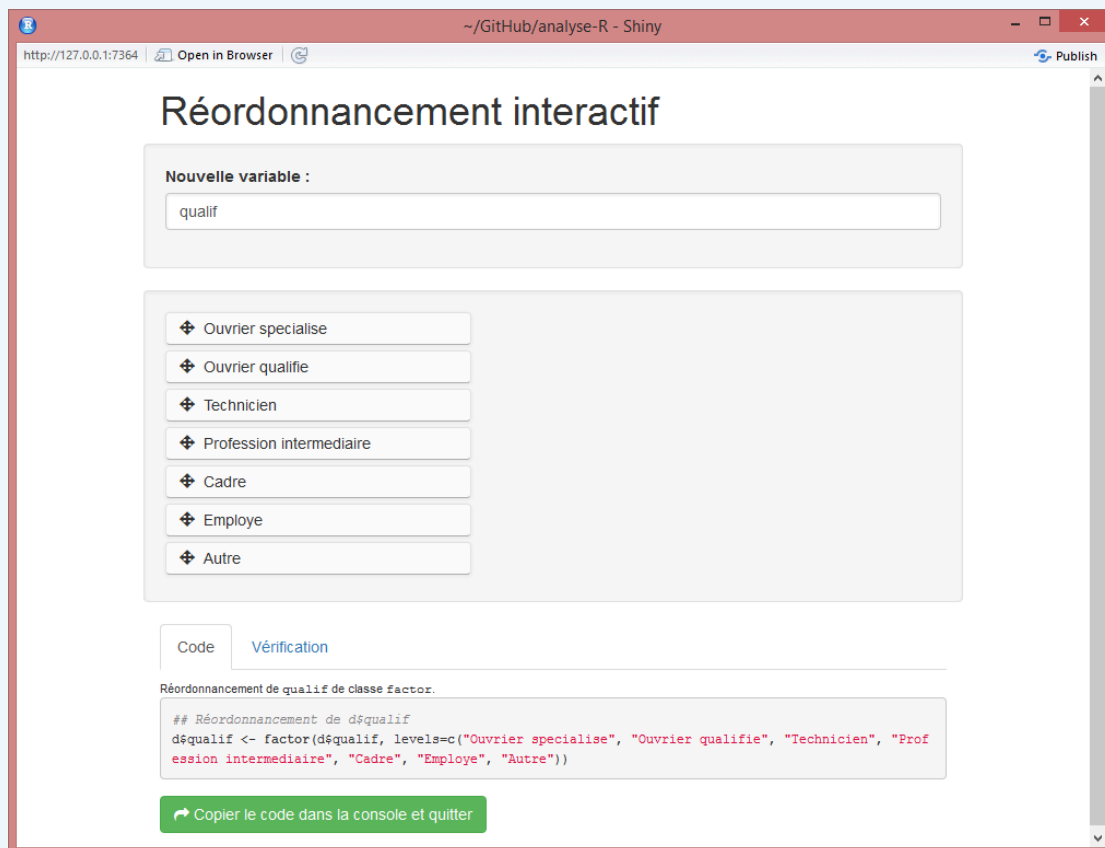 ~/GitHub/analyse-R - Shiny
http://127.0.0.1:7364 Open in Browser Publish
Réordonnancement interactif
Nouvelle variable :
qualif
Ouvrier specialise
Ouvrier qualifie
Technicien
Profession intermediaire
Cadre
Employe
Autre
Code Vérification
Réordonnancement de qualif de classe factor.
## Réordonnancement de d$qualif
d$qualif <- factor(d$qualif, levels=c("Ouvrier specialise", "Ouvrier qualifie", "Technicien", "Prof
ession intermediaire", "Cadre", "Employe", "Autre"))
Copier le code dans la console et quitter